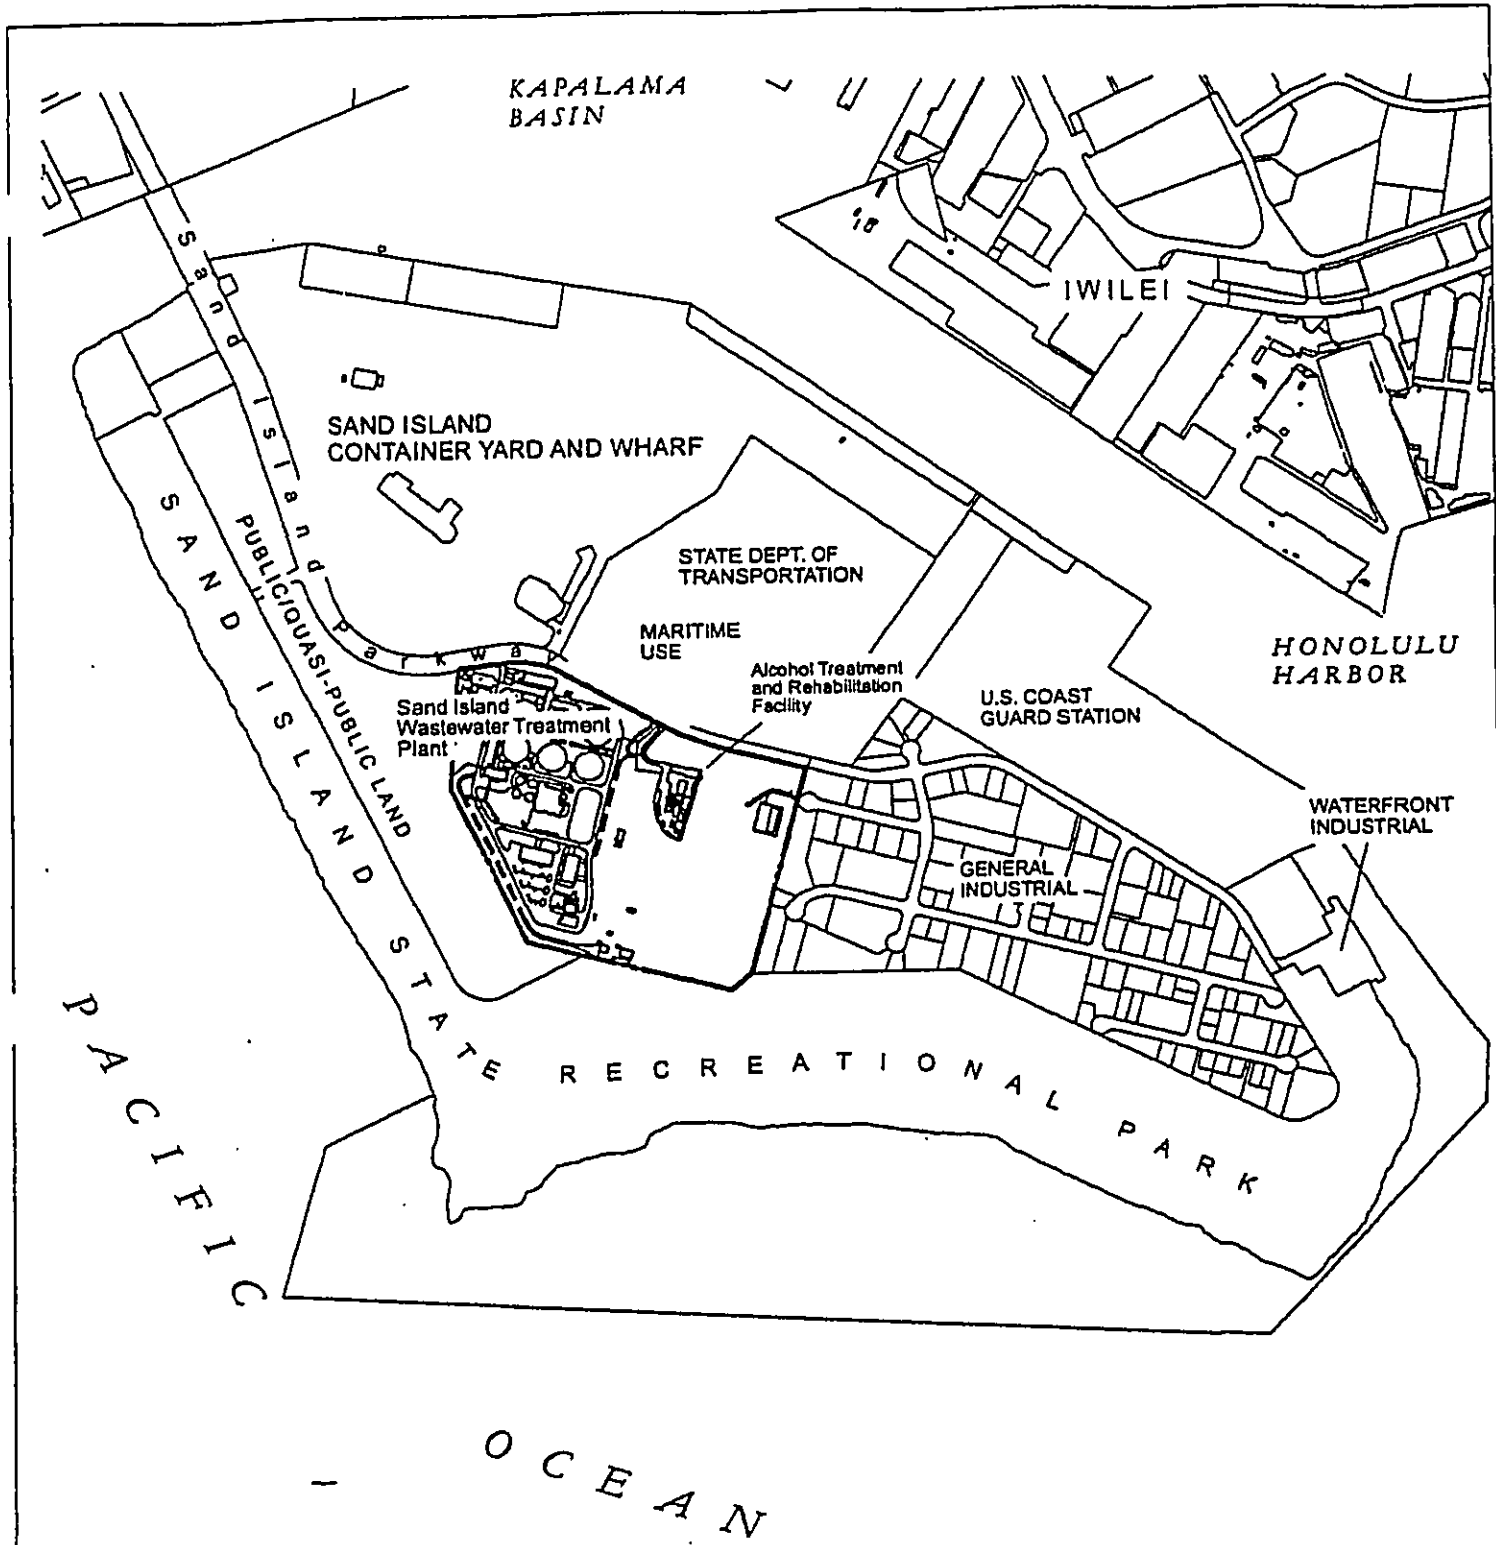 KAPALAMA
BASIN
IWILEI
Sand Island Parkwa
SAND ISLAND
CONTAINER YARD AND WHARF
PUBLIC/QUASI-PUBLIC LAND
STATE DEPT. OF
TRANSPORTATION
MARITIME
USE
Alcohol Treatment
and Rehabilitation
Facility
U.S. COAST
GUARD STATION
HONOLULU
HARBOR
Sand Island
Wastewater Treatment
Plant
WATERFRONT
INDUSTRIAL
GENERAL
INDUSTRIAL
SAND ISLAND STATE RECREATIONAL PARK
PACIFIC
OCEAN